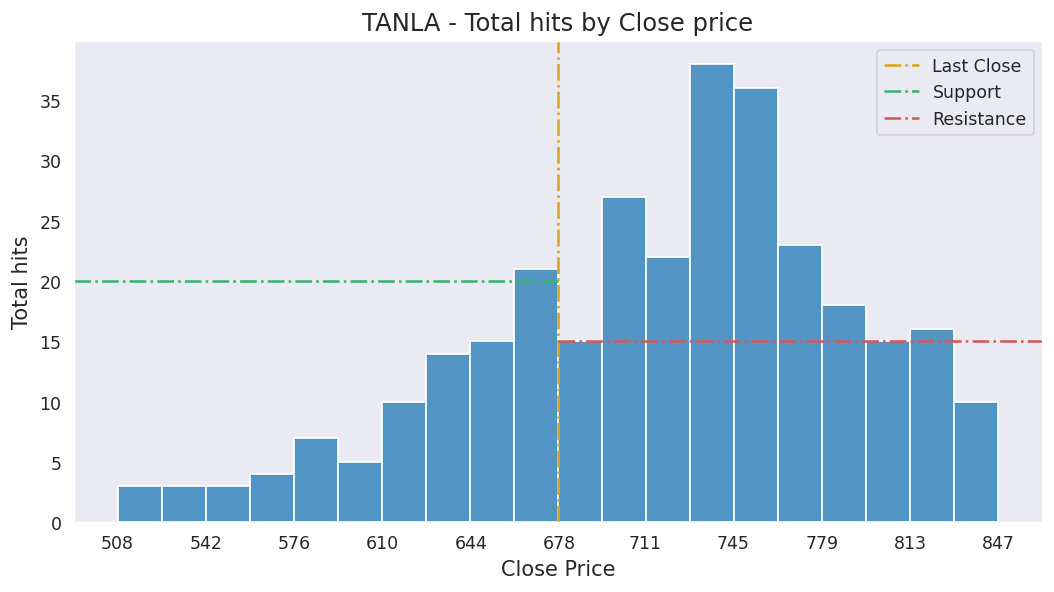 TANLA - Total hits by Close price
Last Close
Support
Resistance
Total hits
35
30
25
20
15
10
5
0
508 542 576 610 644 678 711 745 779 813 847
Close Price